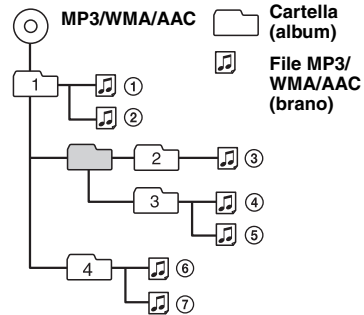 MP3/WMA/AAC
Cartella
(album)
File MP3/
WMA/AAC
(brano)
1
①
②
2
③
3
④
⑤
4
⑥
⑦